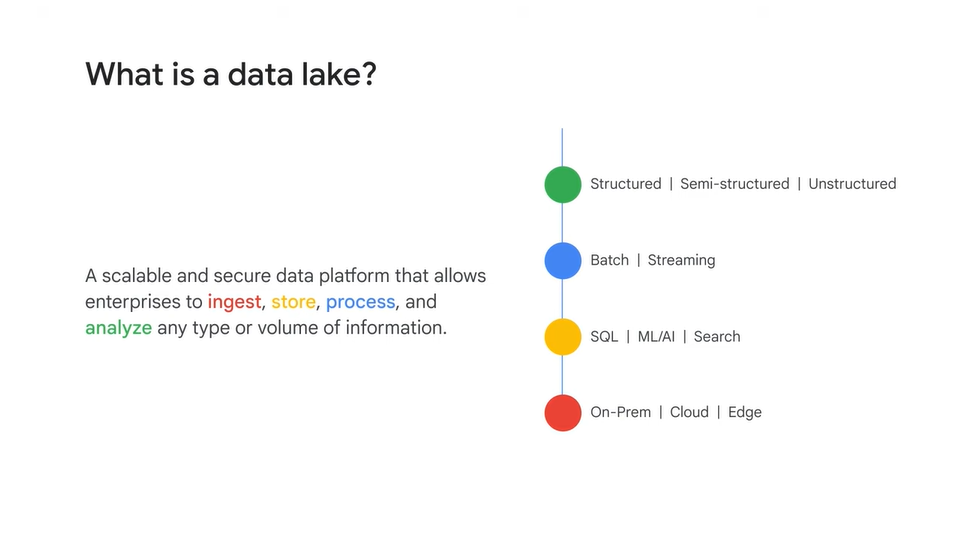 What is a data lake?
A scalable and secure data platform that allows
enterprises to ingest, store, process, and
analyze any type or volume of information.
Structured | Semi-structured | Unstructured
Batch | Streaming
SQL | ML/AI | Search
On-Prem | Cloud | Edge